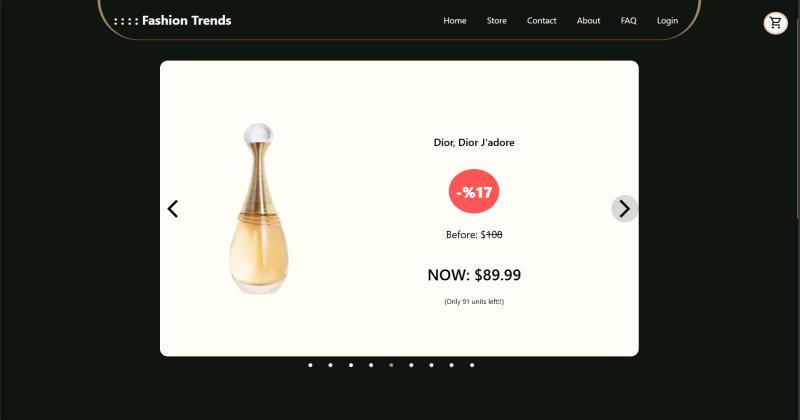 :::: Fashion Trends
Home Store Contact About FAQ Login
Dior, Dior J'adore
-%17
Before: $108
NOW: $89.99
(Only 91 units left!!)